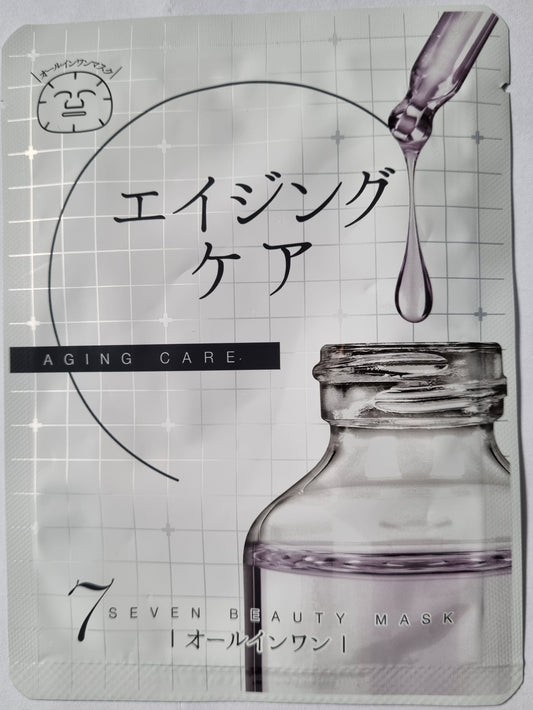 オールインワンマスク
エイジング
ケア
AGING CARE.
7 SEVEN BEAUTY MASK
|オールインワン|